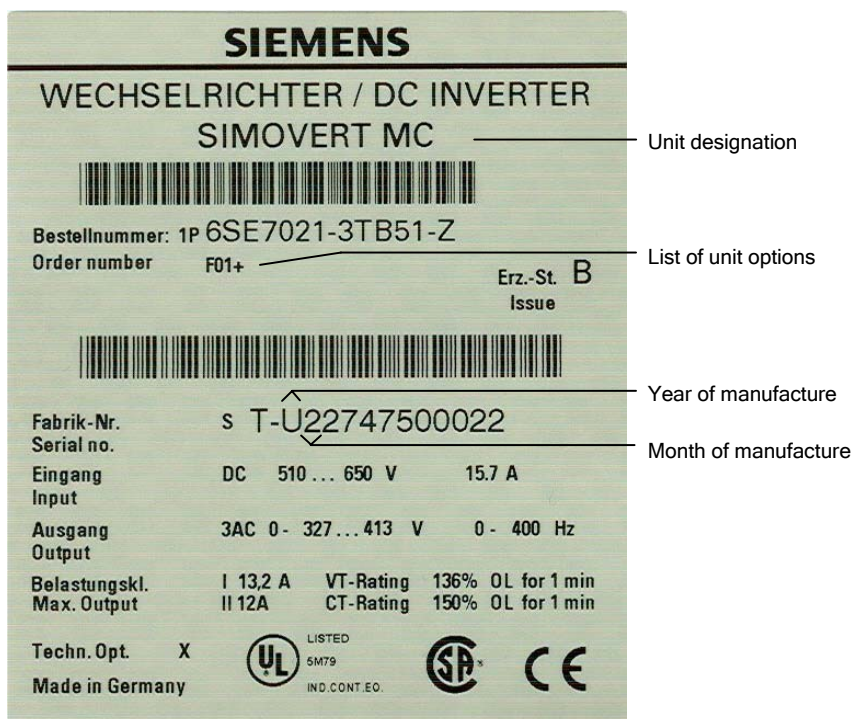 SIEMENS
WECHSELRICHTER / DC INVERTER
SIMOVERT MC
Unit designation
Bestellnummer: 1P 6SE7021-3TB51-Z
Order number F01+
List of unit options
Erz.-St. B
Issue
Year of manufacture
Fabrik-Nr. S T-U22747500022
Serial no.
Month of manufacture
Eingang DC 510 ... 650 V 15.7 A
Input
Ausgang 3AC 0 - 327 ... 413 V 0 - 400 Hz
Output
Belastungskl. I 13,2 A VT-Rating 136% OL for 1 min
Max. Output II 12A CT-Rating 150% OL for 1 min
Techn. Opt. X
UL LISTED
5M79
IND.CONT.EQ.
SA CE
Made in Germany